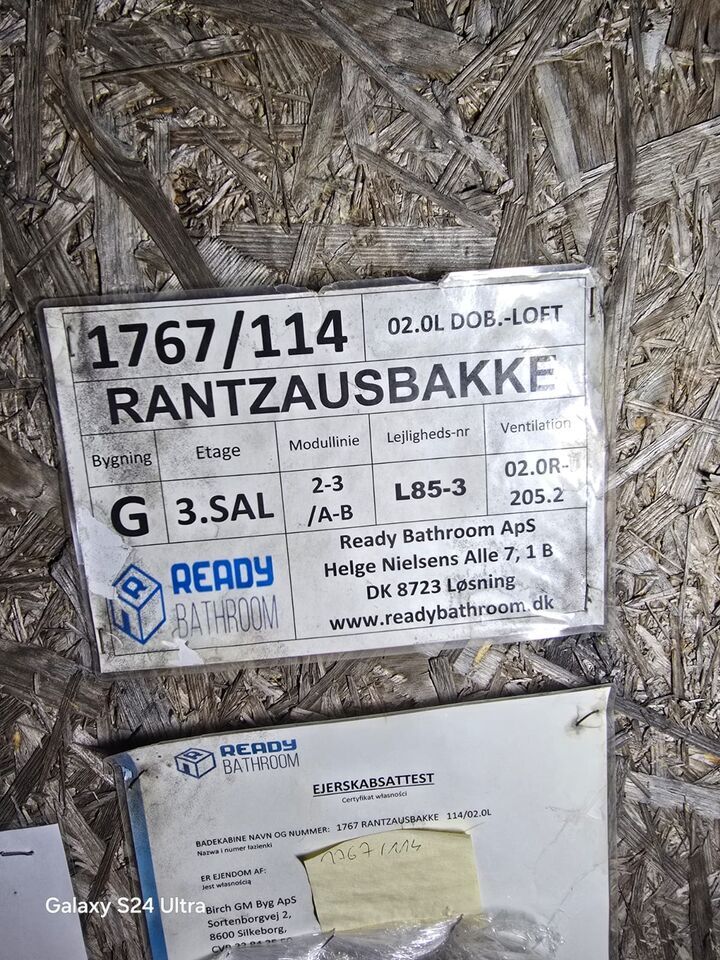 1767/114
02.0L DOB.-LOFT
RANTZAUSBAKKE
Bygning
Etage
Modullinie
Lejligheds-nr
Ventilation
G
3.SAL
2-3
/A-B
L85-3
02.0R-
205.2
READY
BATHROOM
Ready Bathroom ApS
Helge Nielsens Alle 7, 1 B
DK 8723 Løsning
www.readybathroom.dk
READY
BATHROOM
EJERSKABSATTEST
Certyfikat własności
BADEKABINE NAVN OG NUMMER: 1767 RANTZAUSBAKKE 114/02.0L
Nazwa i numer łazienki
1767/114
ER EJENDOM AF:
Jest własnością
Birch GM Byg ApS
Sortenborgvej 2,
8600 Silkeborg,
CVR
Galaxy S24 Ultra